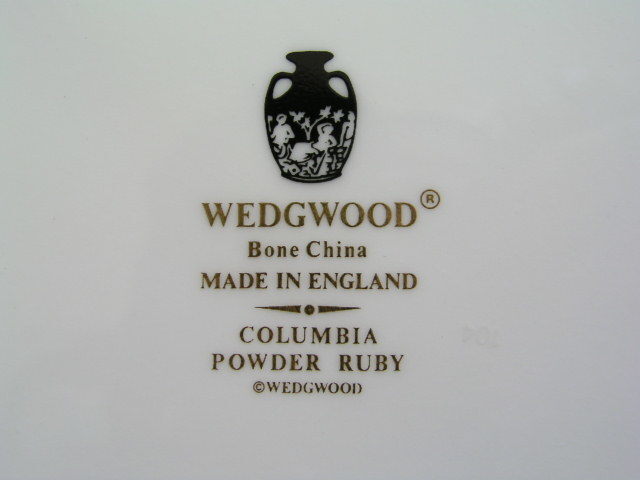 WEDGWOOD®
Bone China
MADE IN ENGLAND
COLUMBIA
POWDER RUBY
©WEDGWOOD